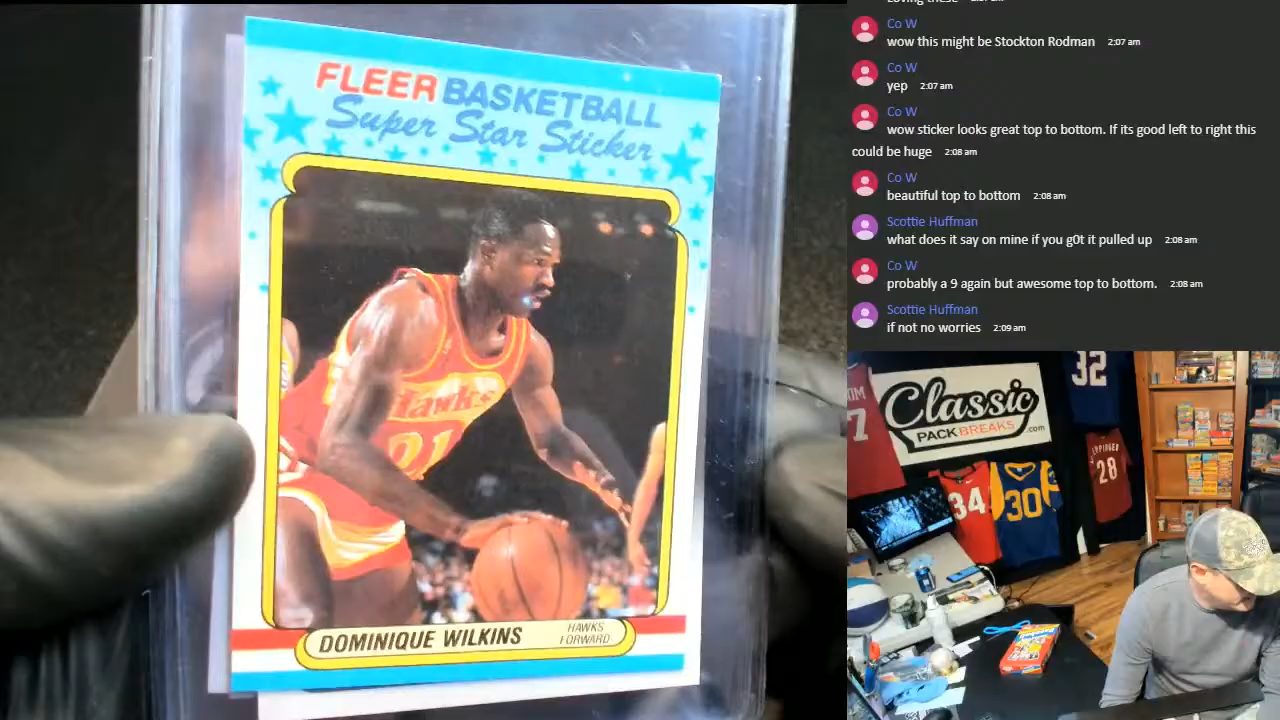 FLEER BASKETBALL
Super Star Sticker
Hawks
21
DOMINIQUE WILKINS
HAWKS
FORWARD
Co W
wow this might be Stockton Rodman 2:07 am
Co W
yep 2:07 am
Co W
wow sticker looks great top to bottom. If its good left to right this
could be huge 2:08 am
Co W
beautiful top to bottom 2:08 am
Scottie Huffman
what does it say on mine if you g0t it pulled up 2:08 am
Co W
probably a 9 again but awesome top to bottom. 2:08 am
Scottie Huffman
if not no worries 2:09 am
32
7
Classic
PACKBREAKS.com
34
30
28